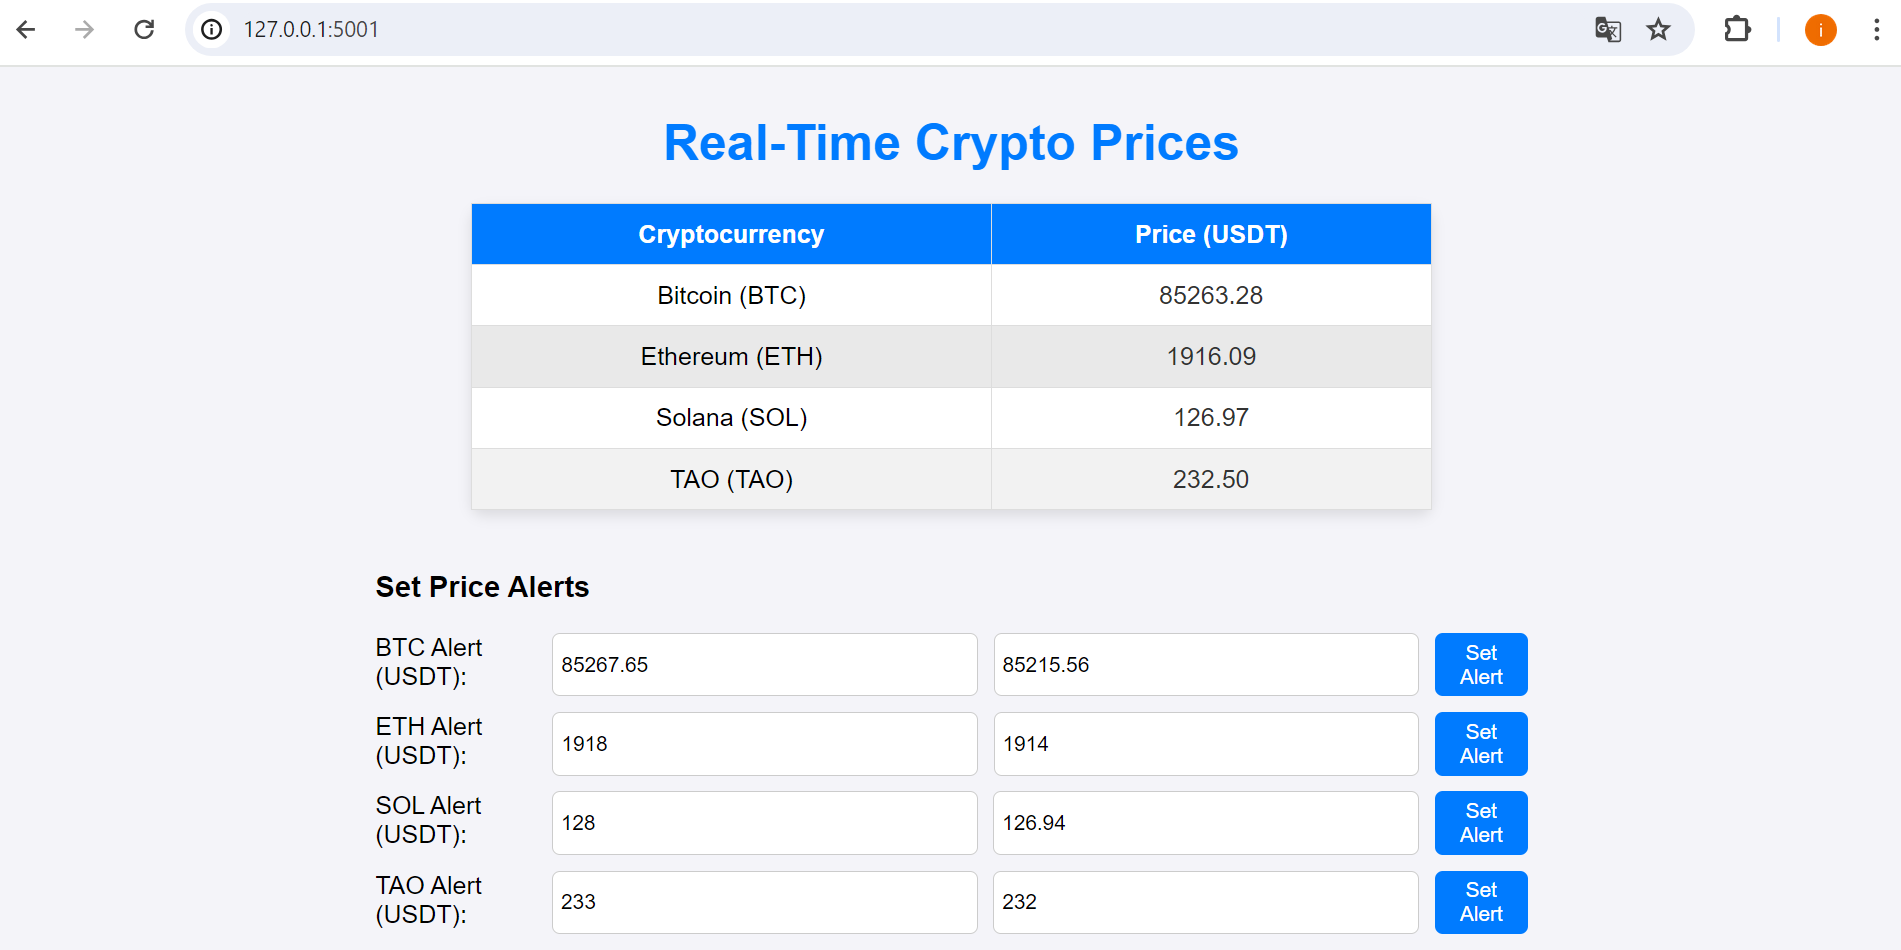 127.0.0.1:5001
i
Real-Time Crypto Prices
Cryptocurrency Price (USDT)
Bitcoin (BTC) 85263.28
Ethereum (ETH) 1916.09
Solana (SOL) 126.97
TAO (TAO) 232.50
Set Price Alerts
BTC Alert
(USDT):
85267.65
85215.56
Set
Alert
ETH Alert
(USDT):
1918
1914
Set
Alert
SOL Alert
(USDT):
128
126.94
Set
Alert
TAO Alert
(USDT):
233
232
Set
Alert